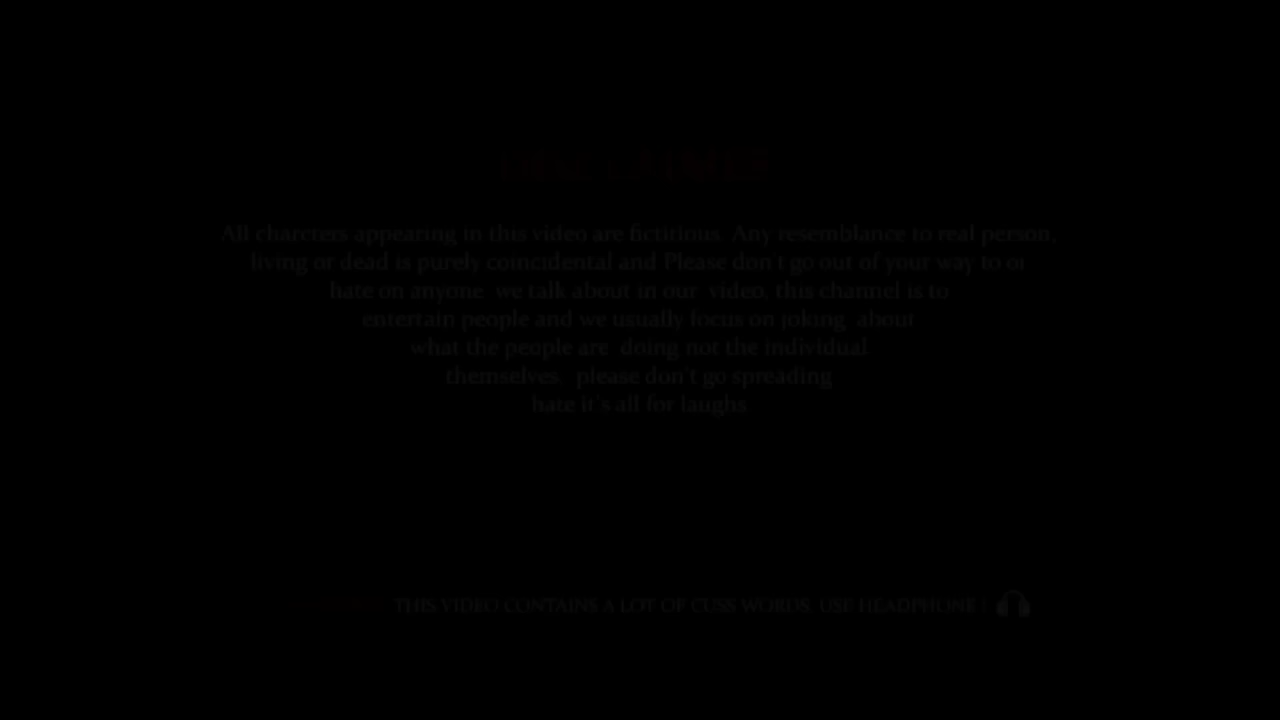 All charcters appearing in this video are fictitious. Any resemblance to real person,
living or dead is purely coincidental and Please don't go out of your way to or
hate on anyone we talk about in our video, this channel is to
entertain people and we usually focus on joking about
what the people are doing not the individual
themselves. please don't go spreading
hate it's all for laughs
THIS VIDEO CONTAINS A LOT OF CUSS WORDS USE HEADPHONE